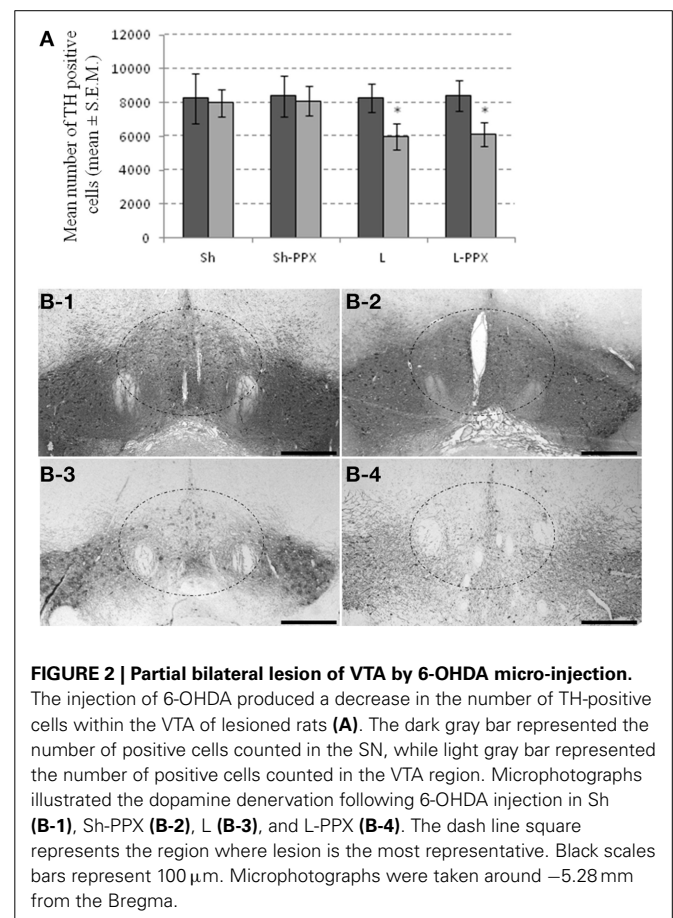 A
Mean number of TH positive
cells (mean ± S.E.M.)
12000
10000
8000
6000
4000
2000
0
* *
Sh Sh-PPX L L-PPX
B-1 B-2
B-3 B-4
FIGURE 2 | Partial bilateral lesion of VTA by 6-OHDA micro-injection.
The injection of 6-OHDA produced a decrease in the number of TH-positive
cells within the VTA of lesioned rats (A). The dark gray bar represented the
number of positive cells counted in the SN, while light gray bar represented
the number of positive cells counted in the VTA region. Microphotographs
illustrated the dopamine denervation following 6-OHDA injection in Sh
(B-1), Sh-PPX (B-2), L (B-3), and L-PPX (B-4). The dash line square
represents the region where lesion is the most representative. Black scales
bars represent 100 μm. Microphotographs were taken around −5.28 mm
from the Bregma.